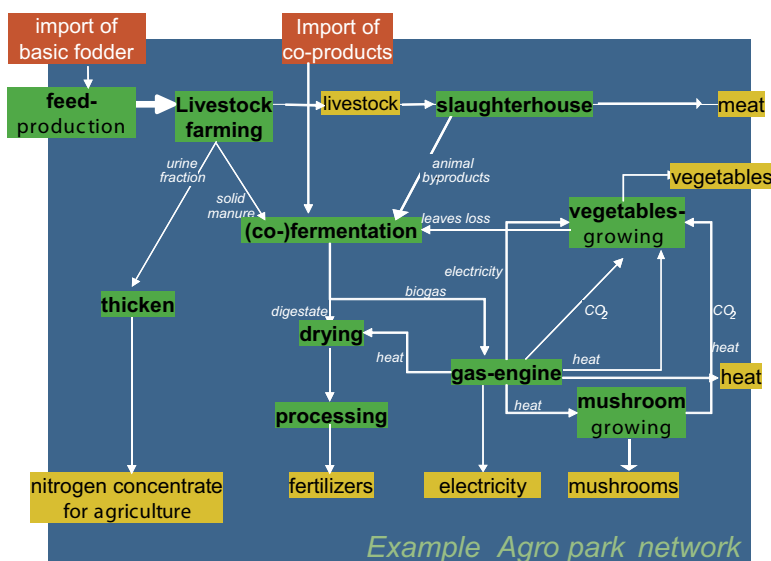 import of
basic fodder
Import of
co-products
feed-
production
Livestock
farming
livestock
slaughterhouse
meat
urine
fraction
solid
manure
animal
byproducts
vegetables
vegetables-
growing
(co-)fermentation
leaves loss
electricity
thicken
digestate
biogas
CO2
CO2
drying
heat
gas-engine
heat
heat
heat
processing
heat
mushroom
growing
nitrogen concentrate
for agriculture
fertilizers
electricity
mushrooms
Example Agro park network